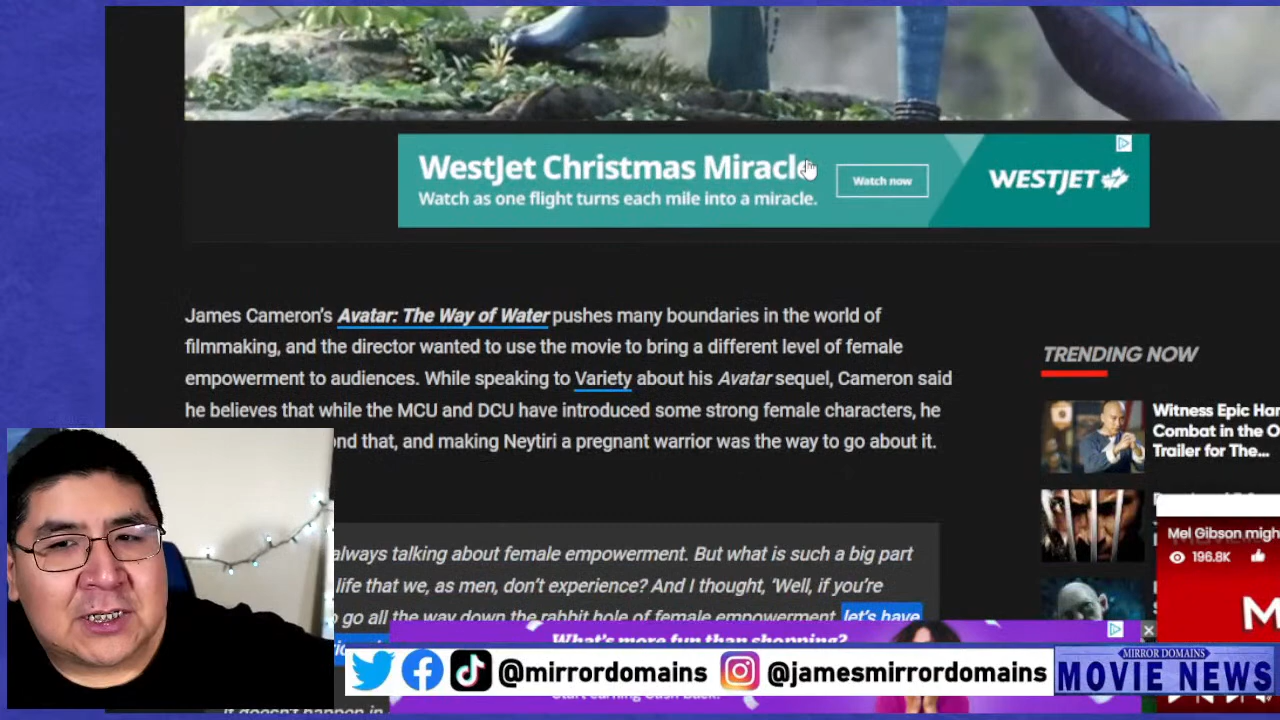 WestJet Christmas Miracle
Watch as one flight turns each mile into a miracle.
Watch now
WESTJET
James Cameron's Avatar: The Way of Water pushes many boundaries in the world of
filmmaking, and the director wanted to use the movie to bring a different level of female
empowerment to audiences. While speaking to Variety about his Avatar sequel, Cameron said
he believes that while the MCU and DCU have introduced some strong female characters, he
that, and making Neytiri a pregnant warrior was the way to go about it.
always talking about female empowerment. But what is such a big part
life that we, as men, don't experience? And I thought, 'Well, if you're
go all the way down the rabbit hole of female empowerment, let's have
What's more fun than shopping?
it doesn't happen in
TRENDING NOW
Witness Epic
Combat in the
Trailer for The...
Mel Gibson
196.8K
@mirrordomains
@jamesmirrordomains
MIRROR DOMAINS
MOVIE NEWS